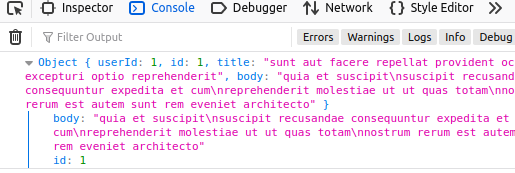 Inspector Console Debugger Network Style Editor
Filter Output Errors Warnings Logs Info Debug
Object { userId: 1, id: 1, title: "sunt aut facere repellat provident oc
excepturi optio reprehenderit", body: "quia et suscipit\nsuscipit recusand
consequuntur expedita et cum\nreprehenderit molestiae ut ut quas totam\nno
rerum est autem sunt rem eveniet architecto" }
body: "quia et suscipit\nsuscipit recusandae consequuntur expedita et
cum\nreprehenderit molestiae ut ut quas totam\nnostrum rerum est autem
rem eveniet architecto"
id: 1